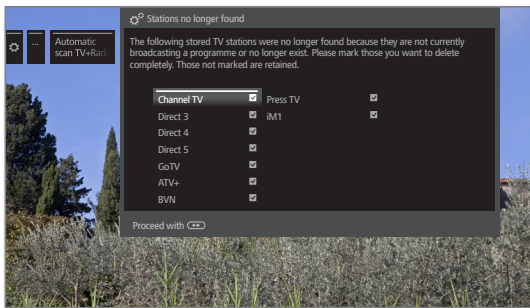 Stations no longer found
...
Automatic
scan TV+Radi
The following stored TV stations were no longer found because they are not currently
broadcasting a programme or no longer exist. Please mark those you want to delete
completely. Those not marked are retained.
Channel TV
Press TV
Direct 3
iM1
Direct 4
Direct 5
GoTV
ATV+
BVN
Proceed with